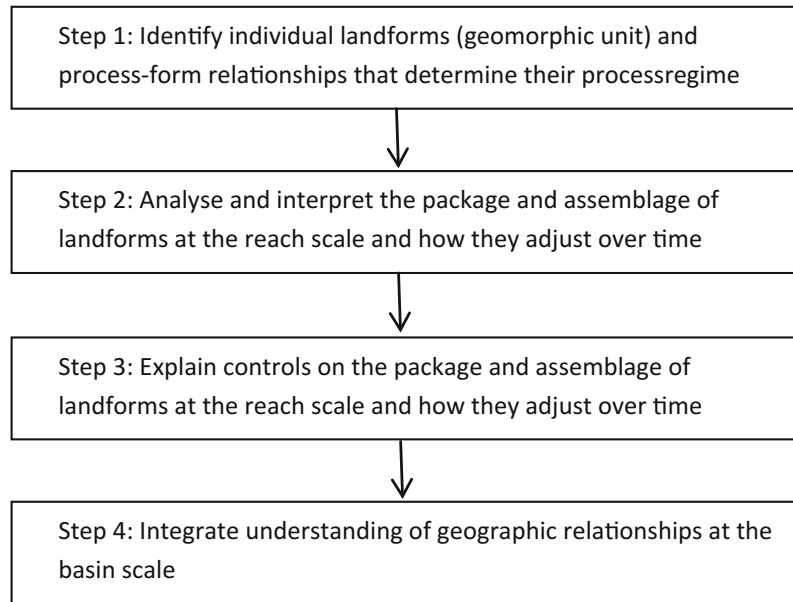 Step 1: Identify individual landforms (geomorphic unit) and
process-form relationships that determine their processregime
Step 2: Analyse and interpret the package and assemblage of
landforms at the reach scale and how they adjust over time
Step 3: Explain controls on the package and assemblage of
landforms at the reach scale and how they adjust over time
Step 4: Integrate understanding of geographic relationships at the
basin scale